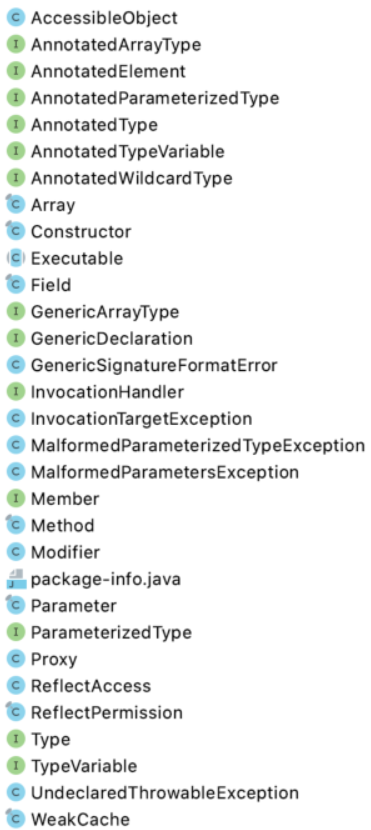 C AccessibleObject
I AnnotatedArrayType
I AnnotatedElement
I AnnotatedParameterizedType
I AnnotatedType
I AnnotatedTypeVariable
I AnnotatedWildcardType
C Array
C Constructor
C Executable
C Field
I GenericArrayType
I GenericDeclaration
C GenericSignatureFormatError
I InvocationHandler
C InvocationTargetException
C MalformedParameterizedTypeException
C MalformedParametersException
I Member
C Method
C Modifier
J package-info.java
C Parameter
I ParameterizedType
C Proxy
C ReflectAccess
C ReflectPermission
I Type
I TypeVariable
C UndeclaredThrowableException
C WeakCache